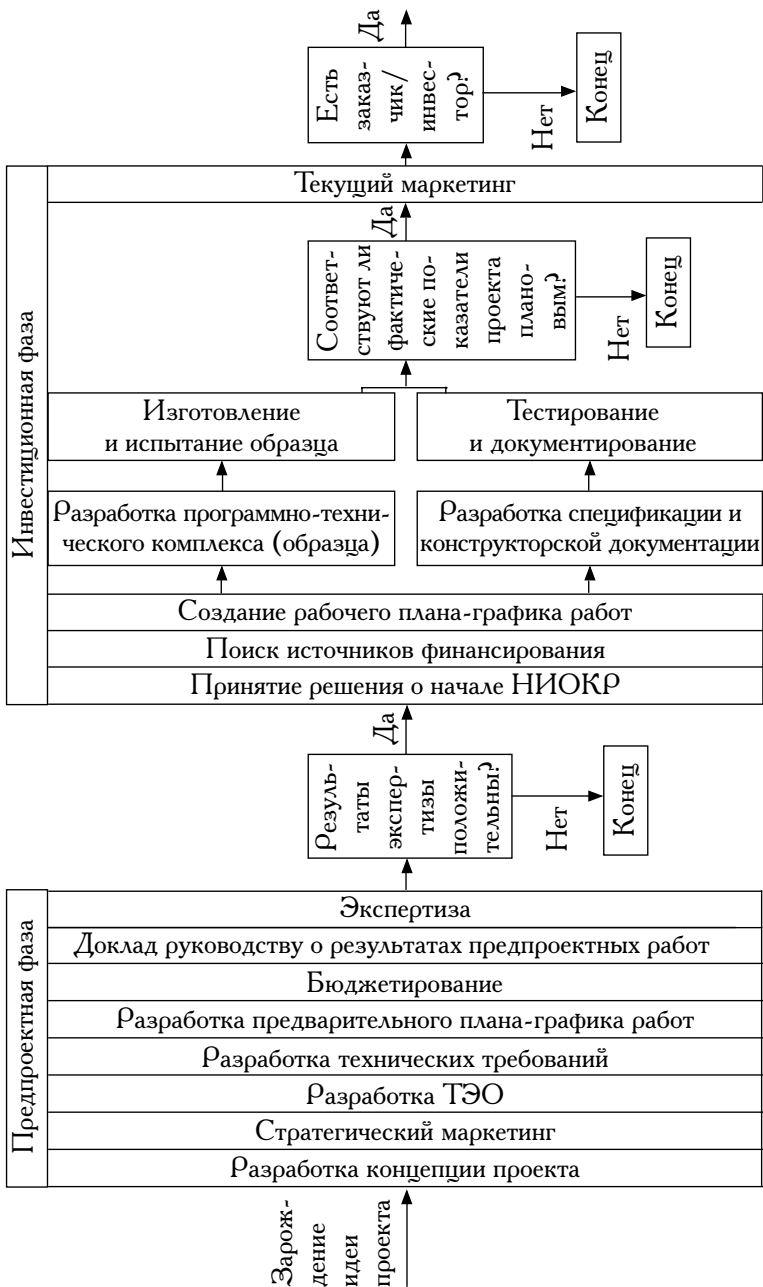 Да
Есть
заказ-
чик/
инвес-
тор?
Нет
Конец
Инвестиционная фаза
Текущий маркетинг
Да
Соответ-
ствуют ли
фактиче-
ские по-
казатели
проекта
плано-
вым?
Нет
Конец
Изготовление
и испытание образца
Тестирование
и документирование
Разработка программно-техни-
ческого комплекса (образца)
Разработка спецификации и
конструкторской документации
Создание рабочего плана-графика работ
Поиск источников финансирования
Принятие решения о начале НИОКР
Да
Резуль-
таты
экспер-
тизы
положи-
тельны?
Нет
Конец
Предпроектная фаза
Экспертиза
Доклад руководству о результатах предпроектных работ
Бюджетирование
Разработка предварительного плана-графика работ
Разработка технических требований
Разработка ТЭО
Стратегический маркетинг
Разработка концепции проекта
Зарож-
дение
идеи
проекта